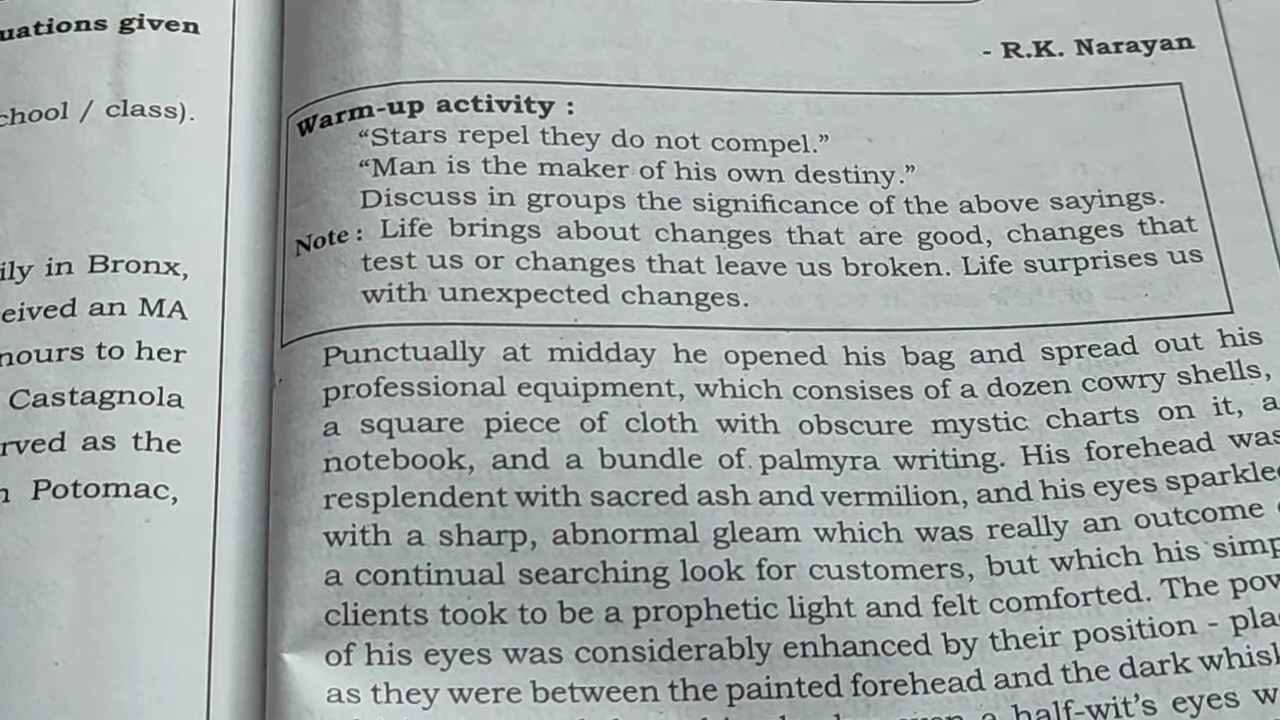 uations given
chool / class).
ily in Bronx,
eived an MA
nours to her
Castagnola
rved as the
Potomac,
- R.K. Narayan
Warm-up activity :
“Stars repel they do not compel.”
“Man is the maker of his own destiny.”
Discuss in groups the significance of the above sayings.
Note : Life brings about changes that are good, changes that
test us or changes that leave us broken. Life surprises us
with unexpected changes.
Punctually at midday he opened his bag and spread out his
professional equipment, which consises of a dozen cowry shells,
a square piece of cloth with obscure mystic charts on it, a
notebook, and a bundle of palmyra writing. His forehead was
resplendent with sacred ash and vermilion, and his eyes sparkled
with a sharp, abnormal gleam which was really an outcome
a continual searching look for customers, but which his simp
clients took to be a prophetic light and felt comforted. The pow
of his eyes was considerably enhanced by their position - pla
as they were between the painted forehead and the dark whisk
a half-wit's eyes w